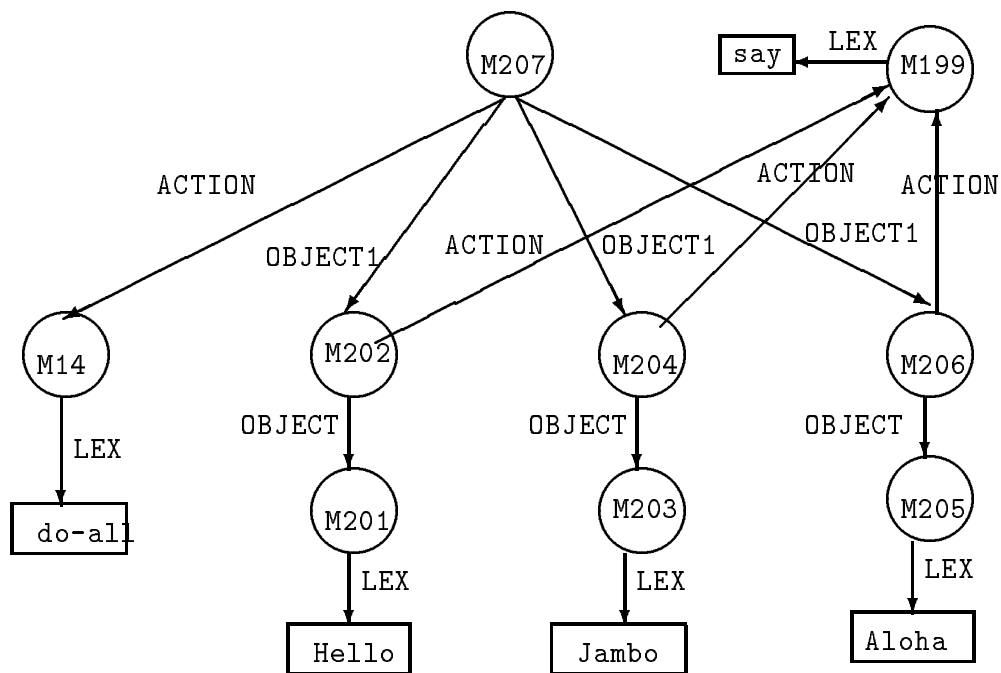 M207
say
LEX
M199
ACTION
ACTION
ACTION
OBJECT1
ACTION
OBJECT1
OBJECT1
M14
M202
M204
M206
LEX
OBJECT
OBJECT
OBJECT
do-all
M201
M203
M205
LEX
LEX
LEX
Hello
Jambo
Aloha